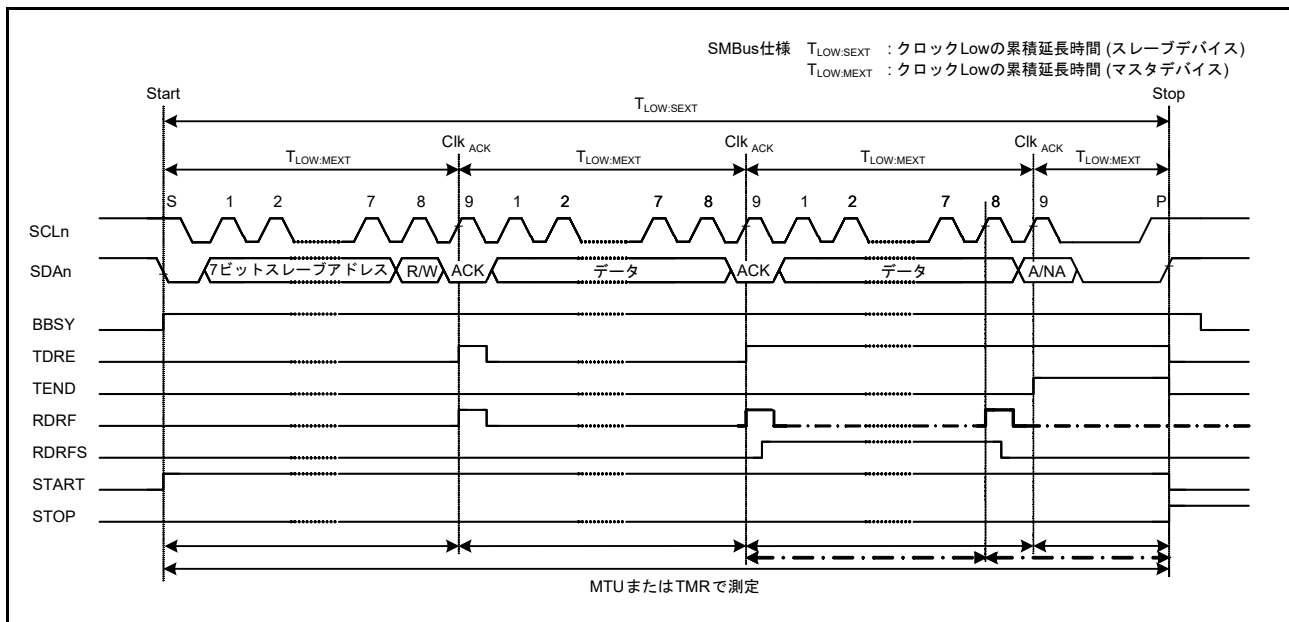 SMBus仕様 TLOW:SEXT : クロックLowの累積延長時間 (スレーブデバイス)
TLOW:MEXT : クロックLowの累積延長時間 (マスタデバイス)
Start Stop
TLOW:SEXT
Clk ACK Clk ACK Clk ACK
TLOW:MEXT TLOW:MEXT TLOW:MEXT TLOW:MEXT
S 1 2 7 8 9 1 2 7 8 9 1 2 7 8 9 P
SCLn
SDAn 7ビットスレーブアドレス R/W ACK データ ACK データ A/NA
BBSY
TDRE
TEND
RDRF
RDRFS
START
STOP
MTUまたはTMRで測定